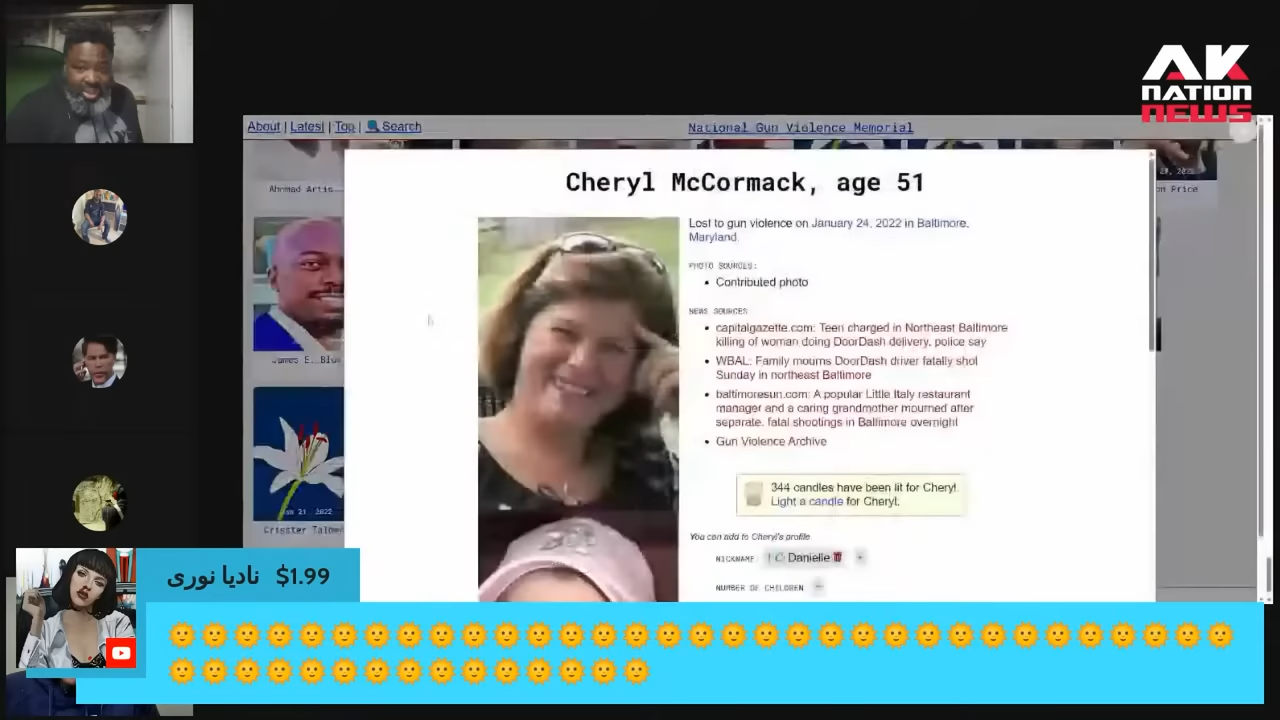 AK
NATION
NEWS
About | Latest | Top | Search
National Gun Violence Memorial
Ahmad Artis
on Price
Cheryl McCormack, age 51
Lost to gun violence on January 24, 2022 in Baltimore,
Maryland.
PHOTO SOURCES:
• Contributed photo
NEWS SOURCES
• capitalgazette.com: Teen charged in Northeast Baltimore
killing of woman doing DoorDash delivery, police say
• WBAL: Family mourns DoorDash driver fatally shot
Sunday in northeast Baltimore
• baltimoresun.com: A popular Little Italy restaurant
manager and a caring grandmother mourned after
separate, fatal shootings in Baltimore overnight
• Gun Violence Archive
344 candles have been lit for Cheryl.
Light a candle for Cheryl.
You can add to Cheryl's profile
NICKNAME: Danielle
NUMBER OF CHILDREN
James E. Blu
Jan 21, 2022
نادیا نوری $1.99
🌞🌞🌞🌞🌞🌞🌞🌞🌞🌞🌞🌞🌞🌞🌞🌞🌞🌞🌞🌞🌞🌞🌞🌞🌞🌞🌞🌞🌞🌞🌞🌞🌞
🌞🌞🌞🌞🌞🌞🌞🌞🌞🌞🌞🌞🌞🌞🌞